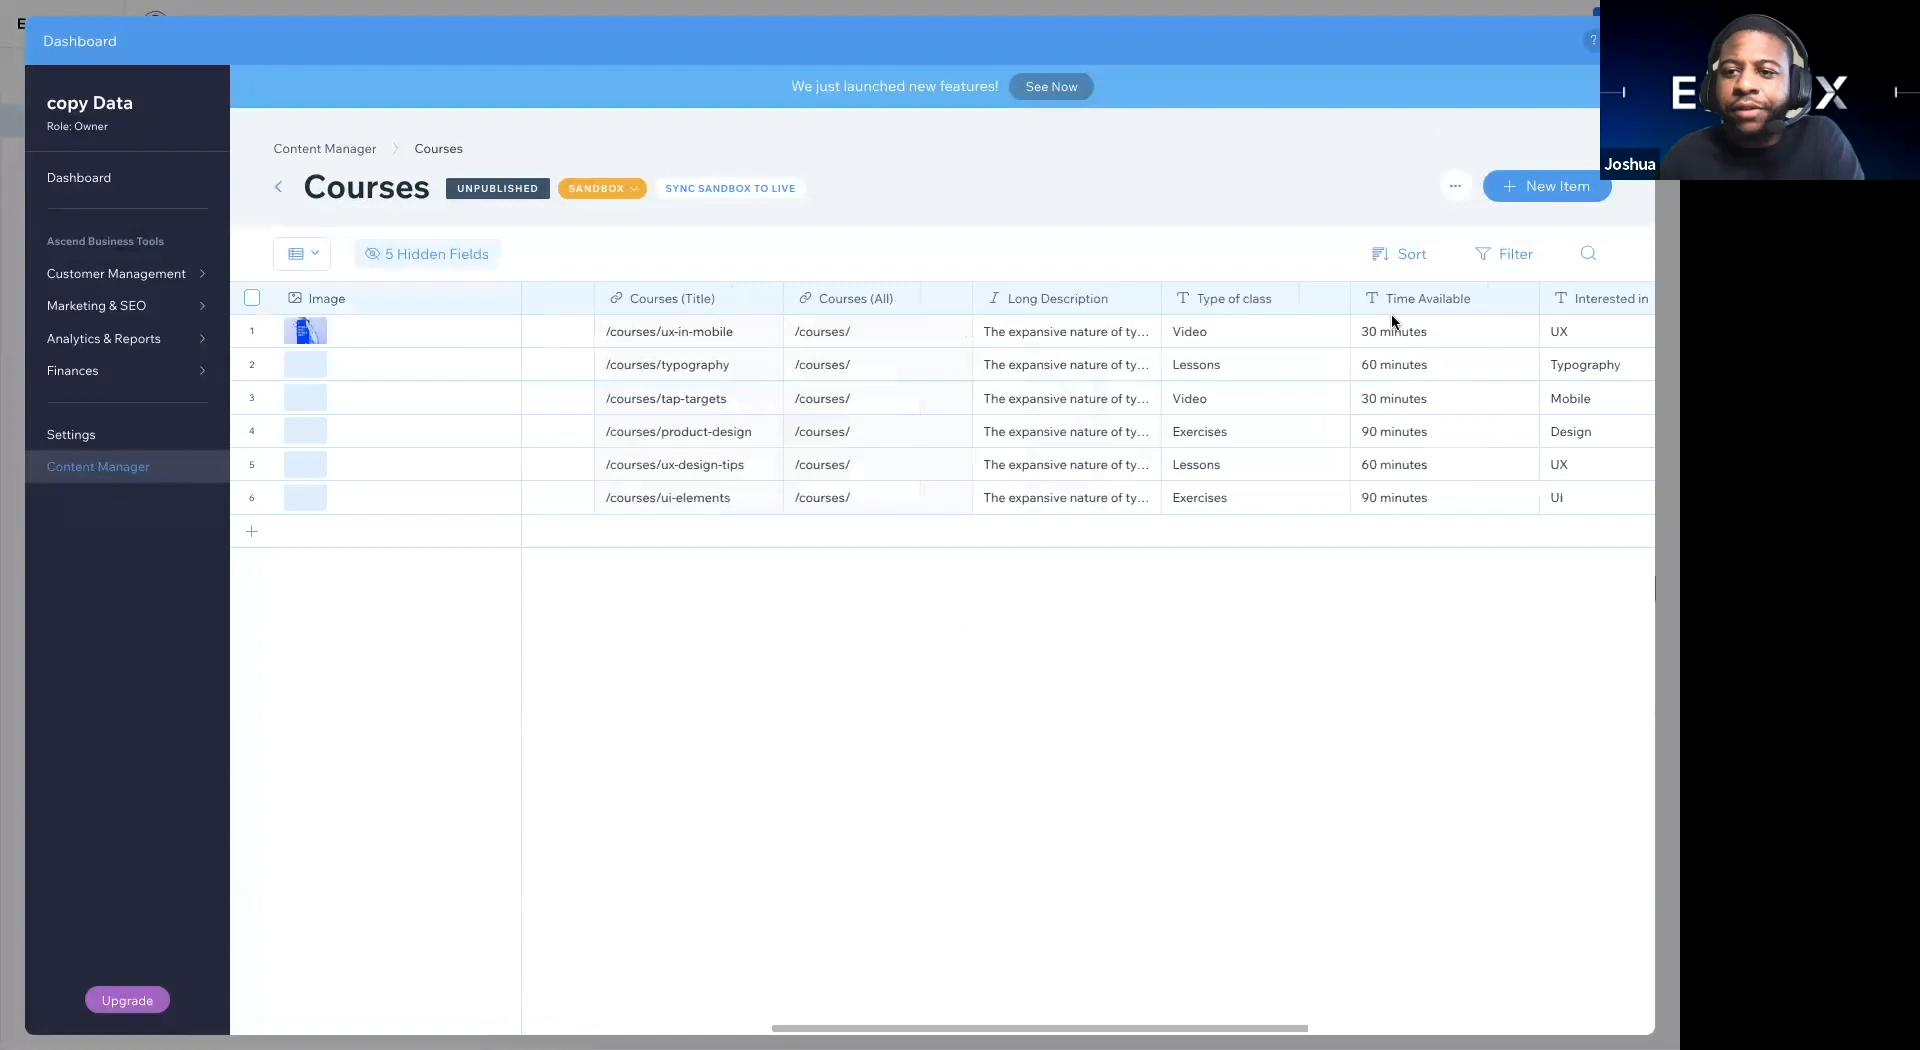 Dashboard
?
copy Data
Role: Owner
Dashboard
Ascend Business Tools
Customer Management
Marketing & SEO
Analytics & Reports
Finances
Settings
Content Manager
Upgrade
We just launched new features! See Now
Content Manager > Courses
Courses UNPUBLISHED SANDBOX SYNC SANDBOX TO LIVE
... + New Item
5 Hidden Fields Sort Filter
Image Courses (Title) Courses (All) Long Description Type of class Time Available Interested in
1 /courses/ux-in-mobile /courses/ The expansive nature of ty... Video 30 minutes UX
2 /courses/typography /courses/ The expansive nature of ty... Lessons 60 minutes Typography
3 /courses/tap-targets /courses/ The expansive nature of ty... Video 30 minutes Mobile
4 /courses/product-design /courses/ The expansive nature of ty... Exercises 90 minutes Design
5 /courses/ux-design-tips /courses/ The expansive nature of ty... Lessons 60 minutes UX
6 /courses/ui-elements /courses/ The expansive nature of ty... Exercises 90 minutes UI
+
Joshua